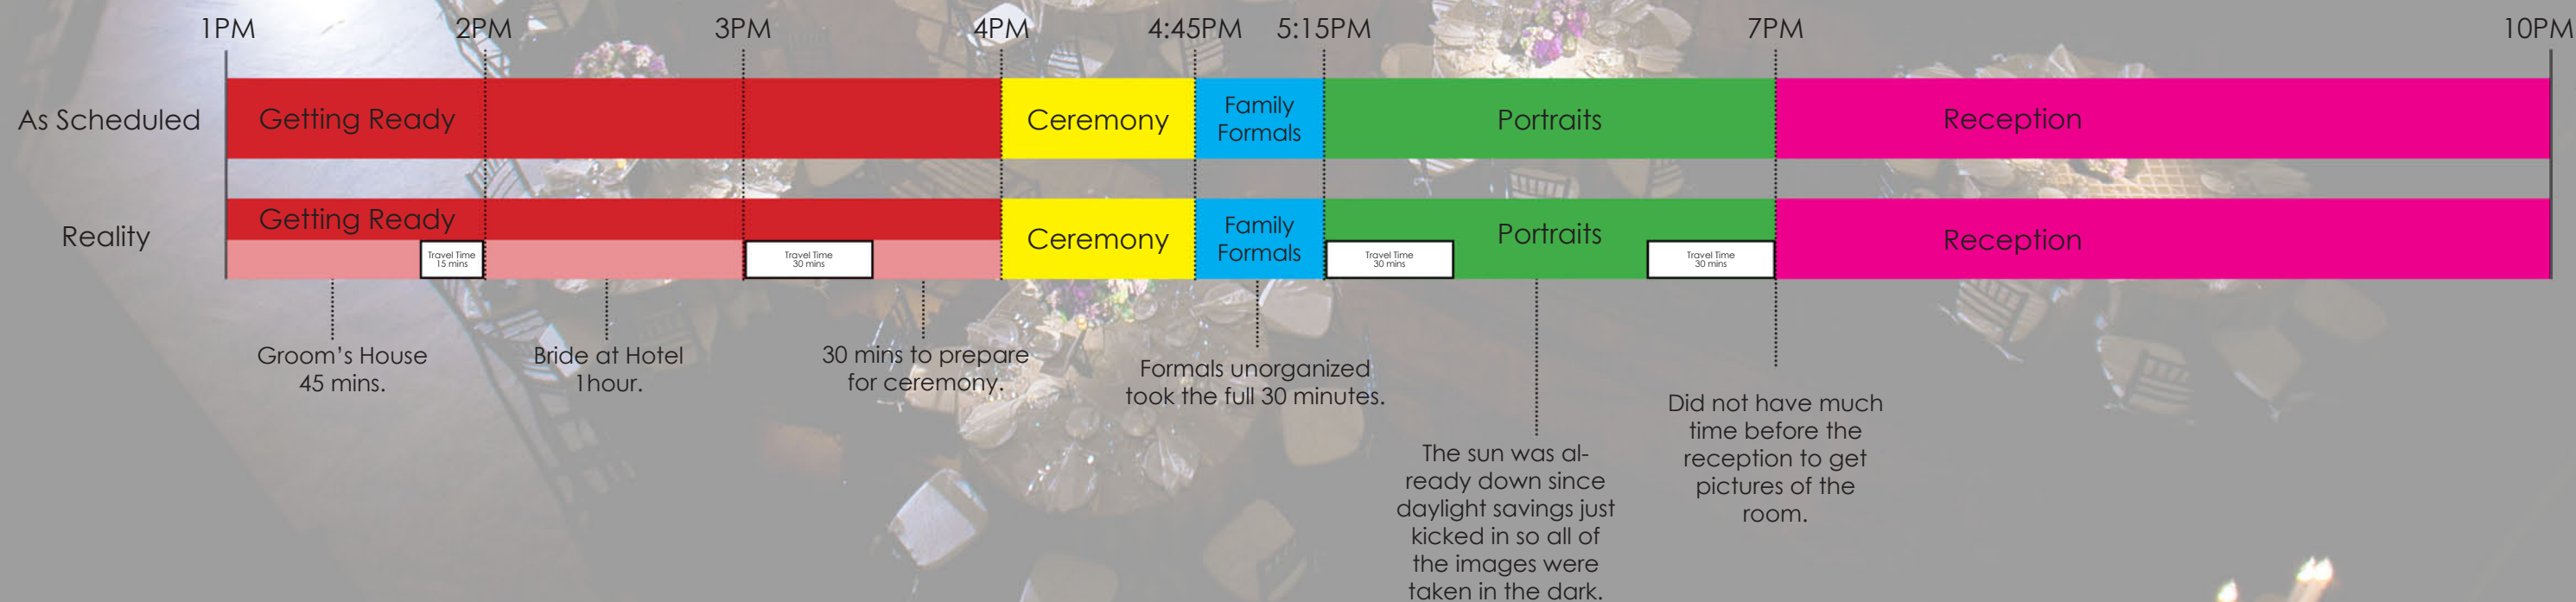 1PM
2PM
3PM
4PM
4:45PM
5:15PM
7PM
10PM
As Scheduled
Getting Ready
Ceremony
Family
Formals
Portraits
Reception
Reality
Getting Ready
Travel Time
15 mins
Travel Time
30 mins
Ceremony
Family
Formals
Travel Time
30 mins
Portraits
Travel Time
30 mins
Reception
Groom's House
45 mins.
Bride at Hotel
1hour.
30 mins to prepare
for ceremony.
Formals unorganized
took the full 30 minutes.
The sun was al-
ready down since
daylight savings just
kicked in so all of
the images were
taken in the dark.
Did not have much
time before the
reception to get
pictures of the
room.